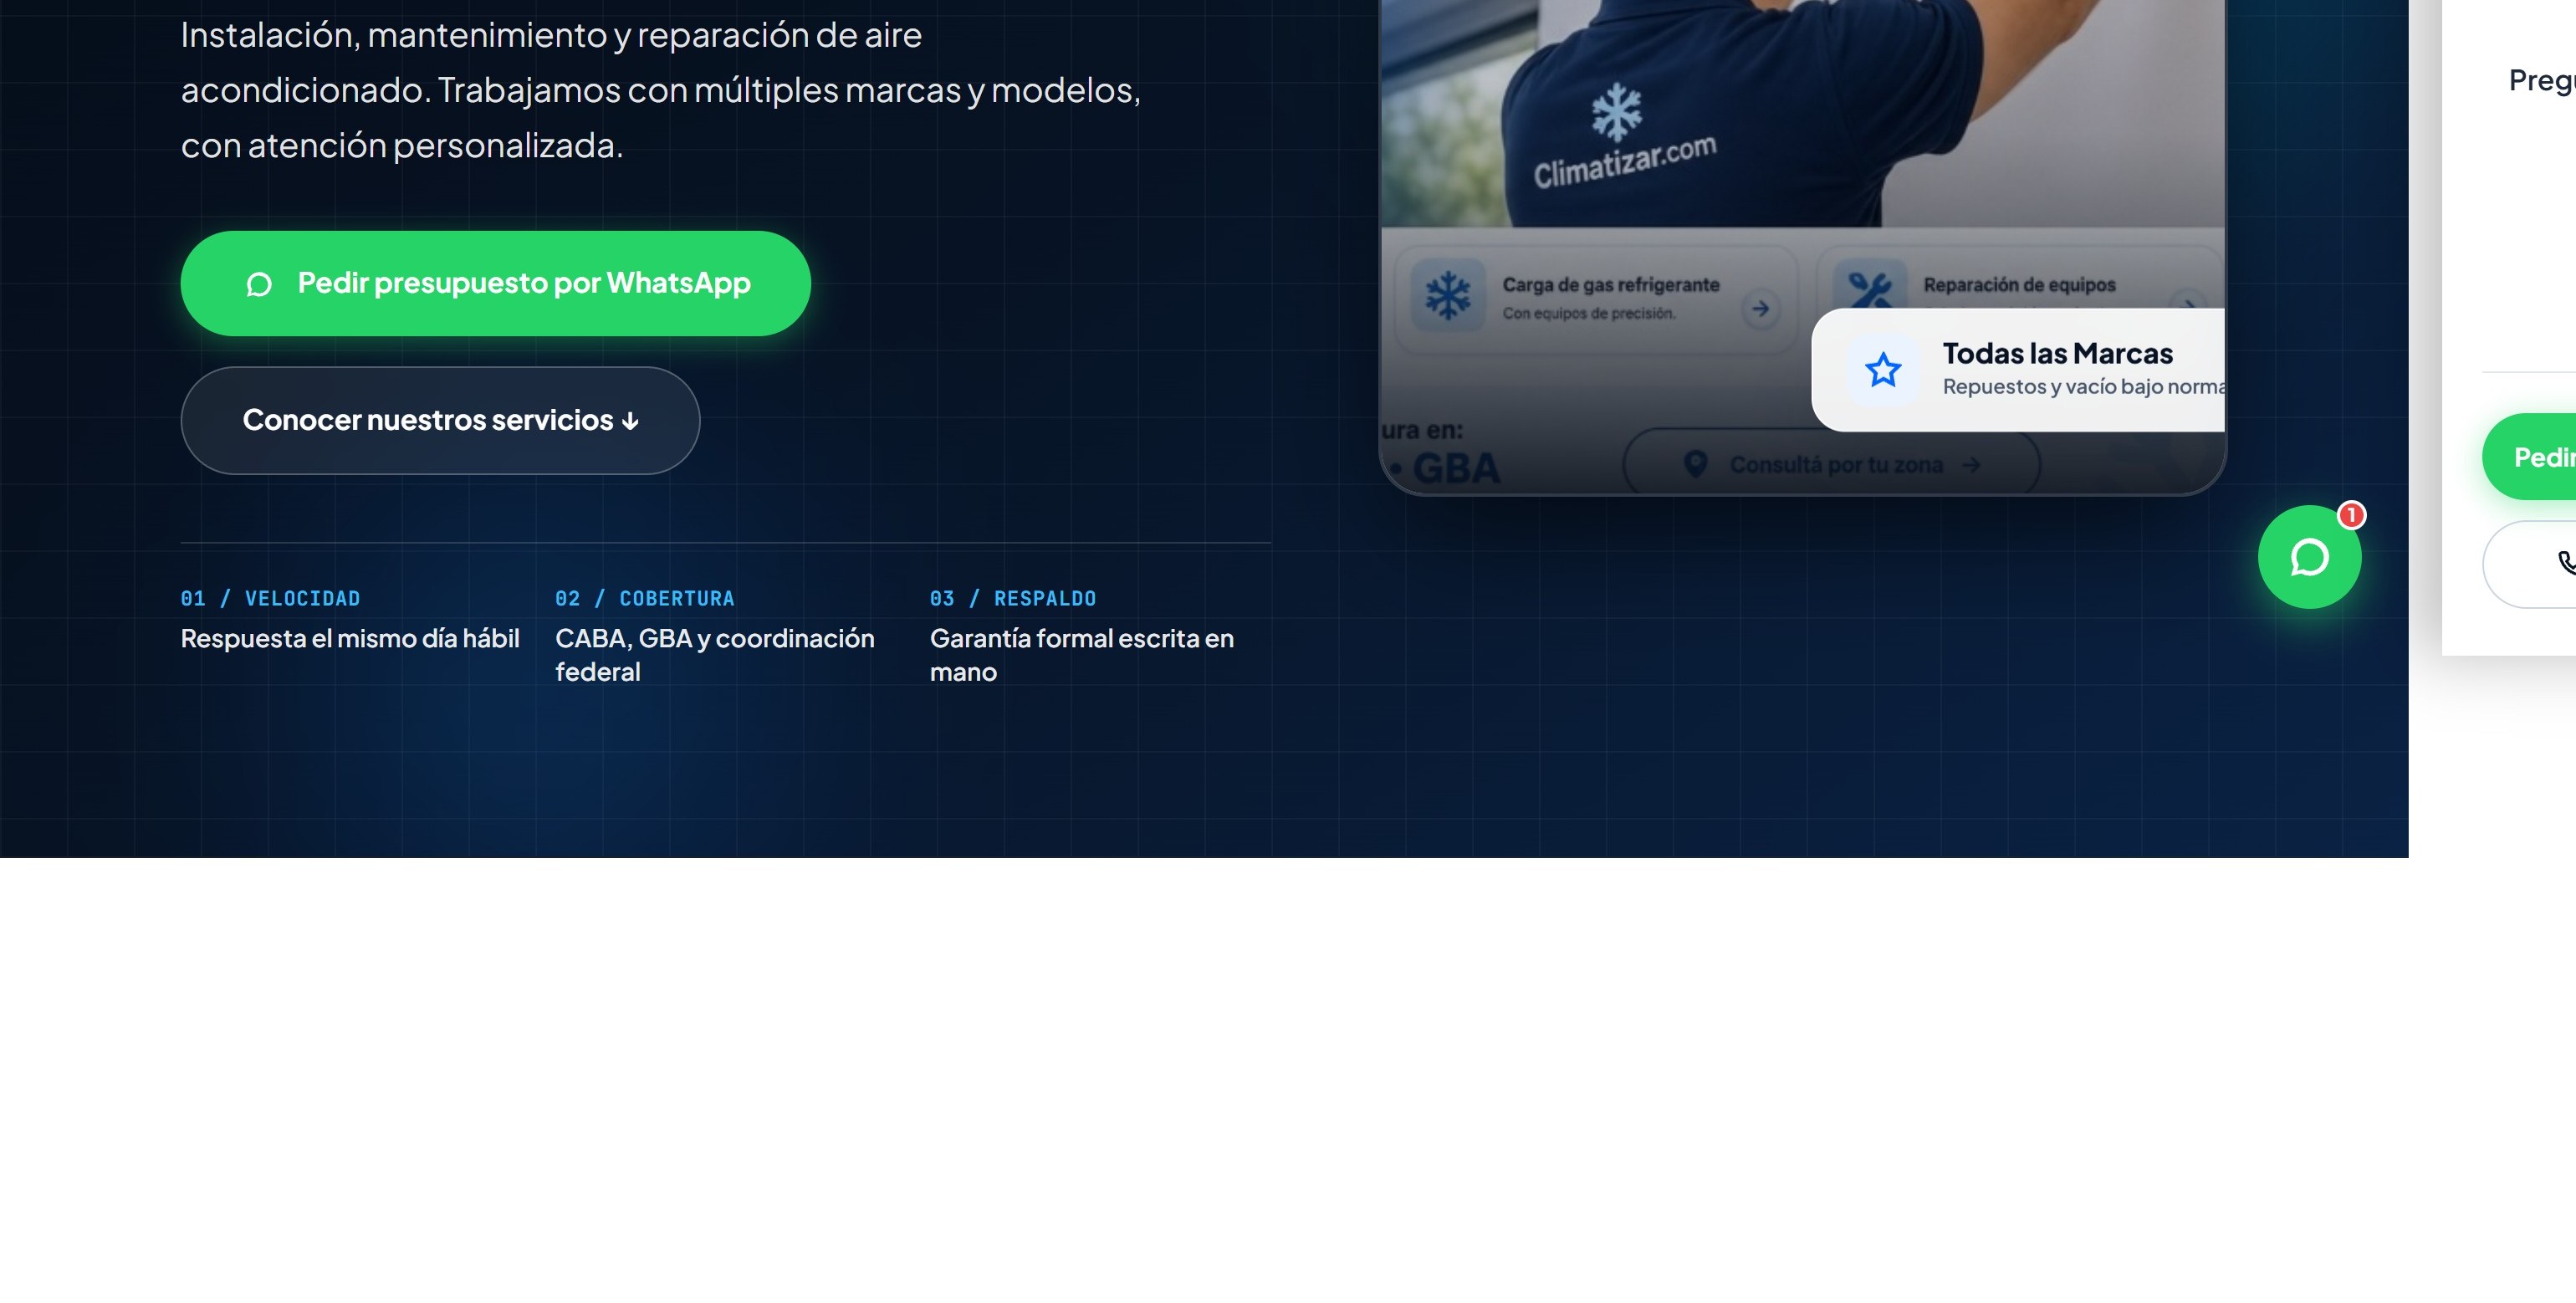 Instalación, mantenimiento y reparación de aire
acondicionado. Trabajamos con múltiples marcas y modelos,
con atención personalizada.
Pedir presupuesto por WhatsApp
Conocer nuestros servicios ↓
01 / VELOCIDAD
Respuesta el mismo día hábil
02 / COBERTURA
CABA, GBA y coordinación
federal
03 / RESPALDO
Garantía formal escrita en
mano
Climatizar.com
Carga de gas refrigerante
Con equipos de precisión.
Reparación de equipos
Todas las Marcas
Repuestos y vacío bajo norma
ura en:
• GBA
Consultá por tu zona →
1
Pregu
Pedir